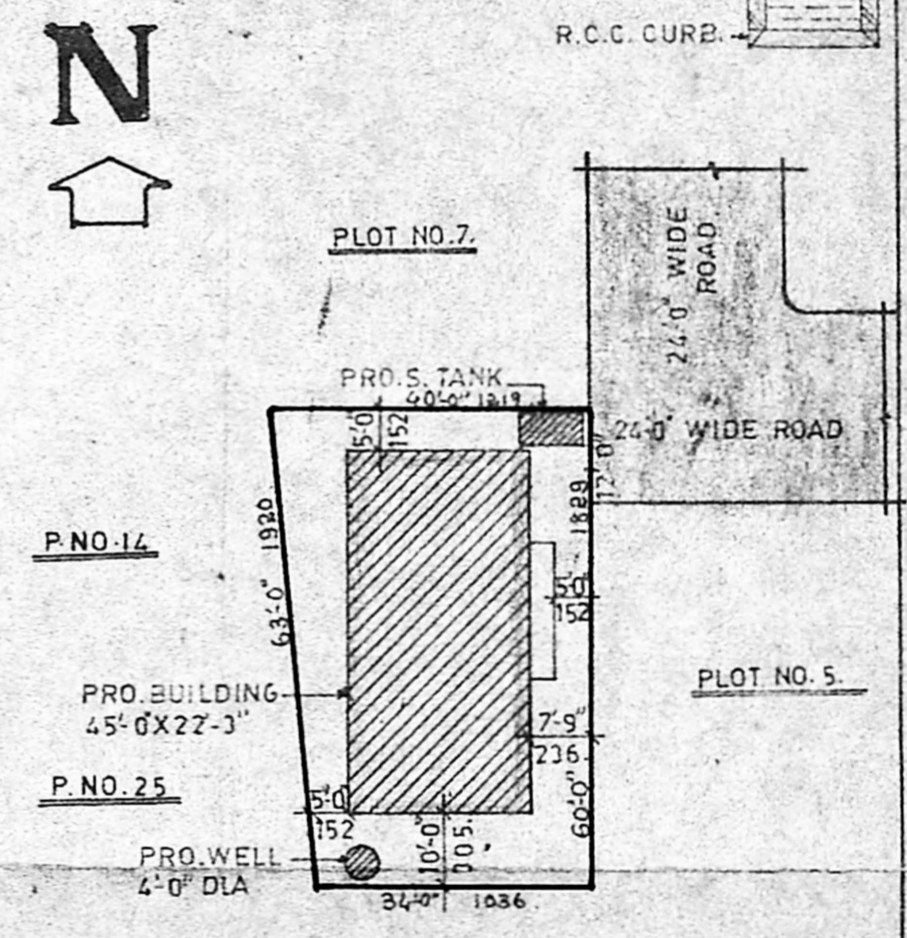 R.C.C. CURB.
N
PLOT NO.7.
24'-0" WIDE
ROAD.
PRO.S. TANK
40'-0" 1219
5'-0
152
24-0" WIDE ROAD
12'-0"
1829
1920
63'-0"
P.NO.14
5'-0
152
PLOT NO. 5.
PRO.BUILDING
45'-0"X22'-3"
7'-9"
236.
P.NO.25
60'-0"
5'-0
152
10'-0"
PRO.WELL
4'-0" DIA
34'-0" 1036